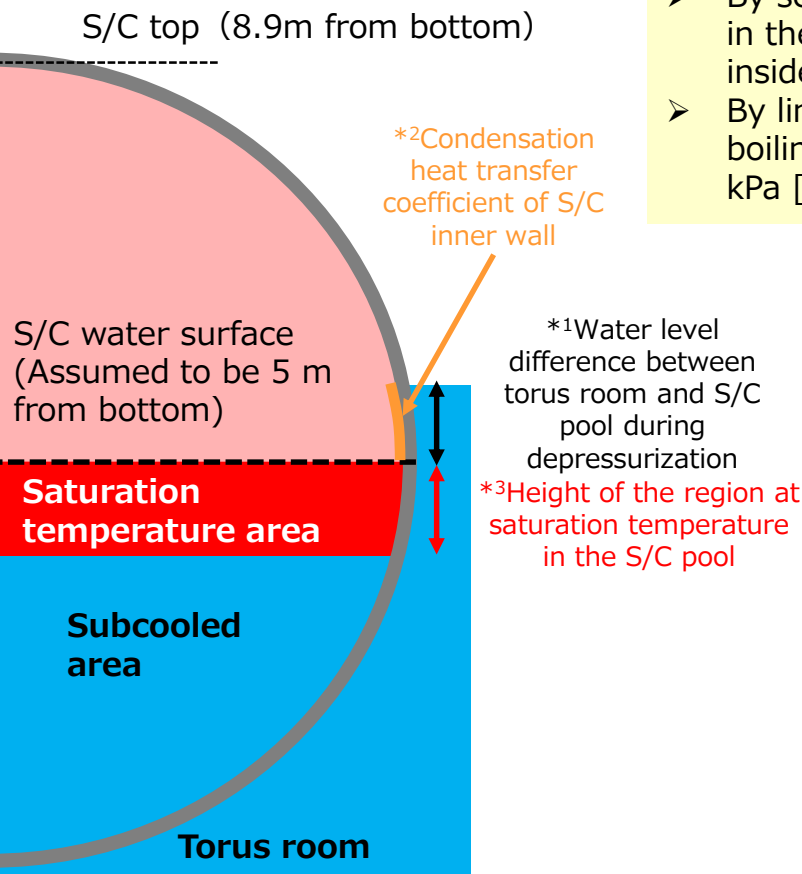 S/C top（8.9m from bottom）
➤ By
in the
inside
➤ By
boilin
kPa [
*2Condensation
heat transfer
coefficient of S/C
inner wall
S/C water surface
(Assumed to be 5 m
from bottom)
*1Water level
difference between
torus room and S/C
pool during
depressurization
*3Height of the region at
saturation temperature
in the S/C pool
Saturation
temperature area
Subcooled
area
Torus room